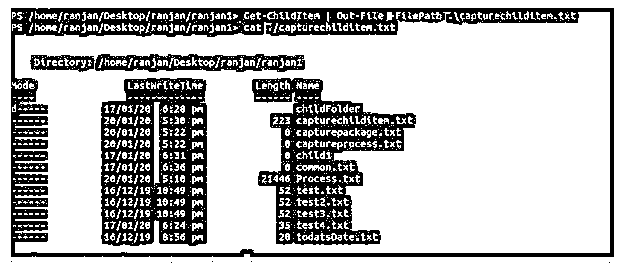 PS /home/ranjan/Desktop/ranjan/ranjan1> Get-ChildItem | Out-File -FilePath .\capturechilditem.txt
PS /home/ranjan/Desktop/ranjan/ranjan1> cat ./capturechilditem.txt
Directory: /home/ranjan/Desktop/ranjan/ranjan1
Mode LastWriteTime Length Name
---- ------------- ------ ----
d----- 17/01/20 6:28 pm childFolder
------ 20/01/20 5:30 pm 223 capturechilditem.txt
------ 20/01/20 5:22 pm 0 capturepackage.txt
------ 20/01/20 5:22 pm 0 captureprocess.txt
------ 17/01/20 6:31 pm 0 child1
------ 17/01/20 6:36 pm 0 common.txt
------ 20/01/20 5:10 pm 21446 Process.txt
------ 16/12/19 10:49 pm 52 test.txt
------ 16/12/19 10:49 pm 52 test2.txt
------ 16/12/19 10:49 pm 52 test3.txt
------ 17/01/20 6:24 pm 35 test4.txt
------ 16/12/19 8:56 pm 20 todatsDate.txt